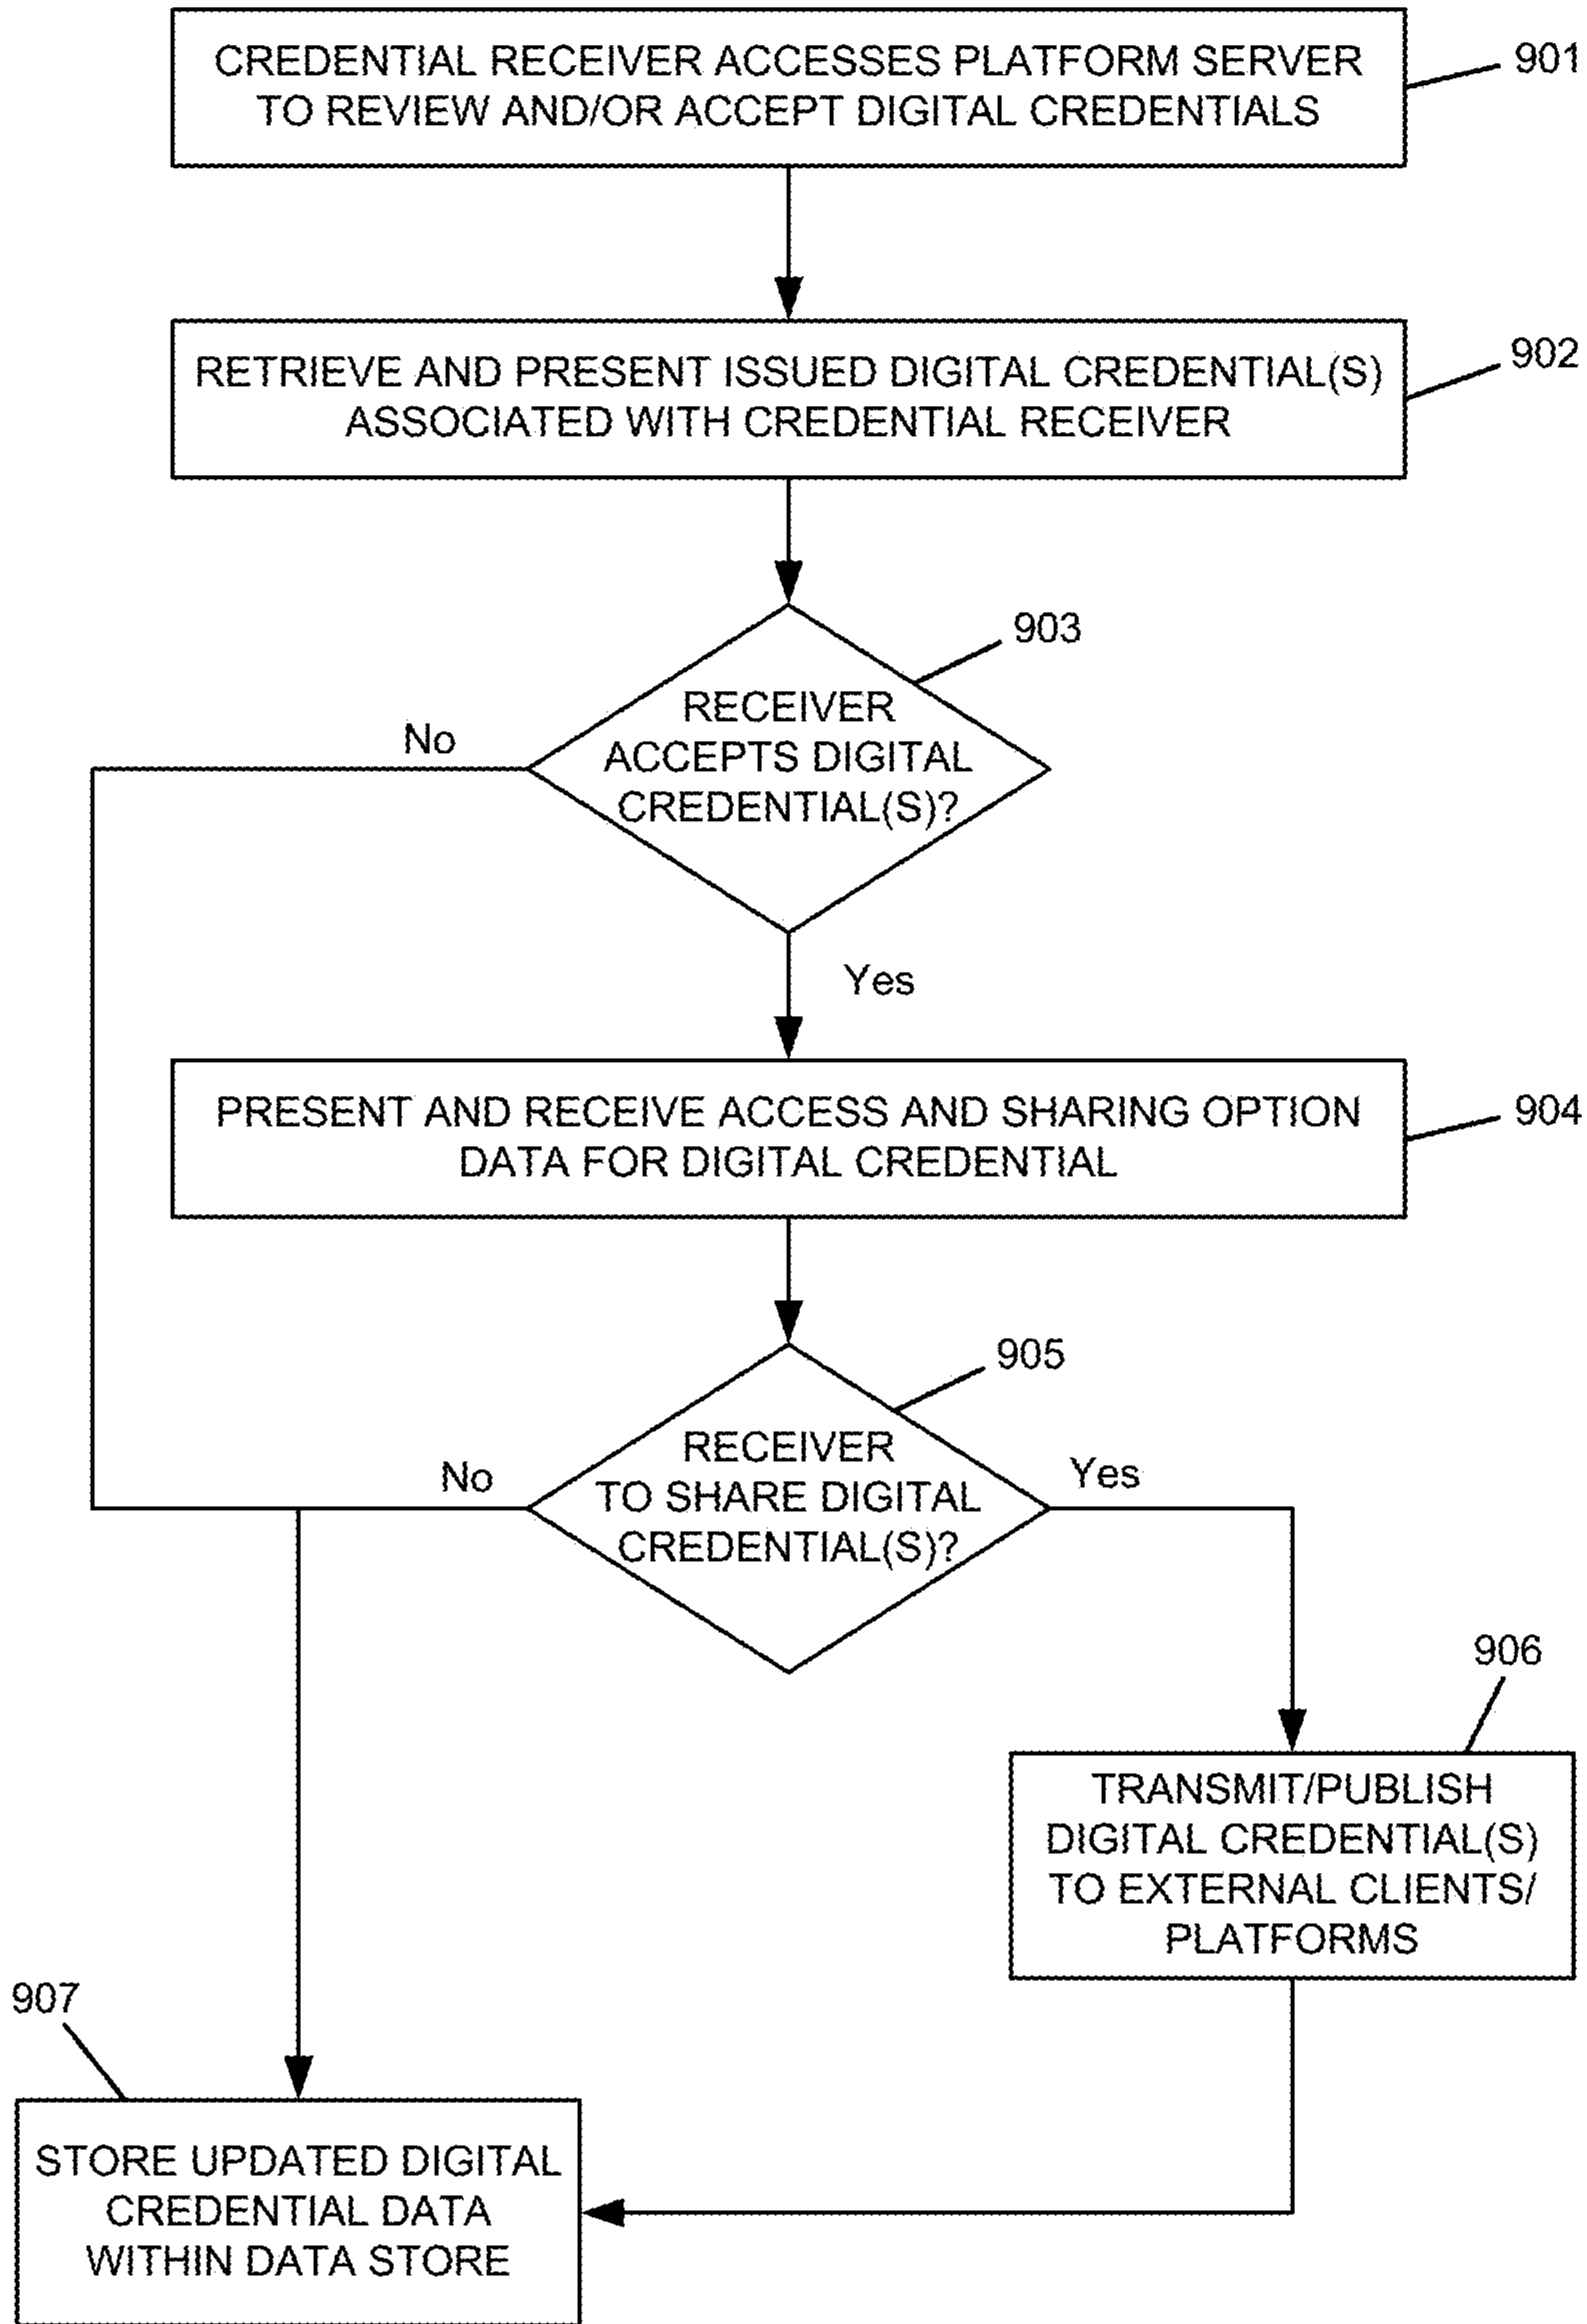 CREDENTIAL RECEIVER ACCESSES PLATFORM SERVER
TO REVIEW AND/OR ACCEPT DIGITAL CREDENTIALS
901
RETRIEVE AND PRESENT ISSUED DIGITAL CREDENTIAL(S)
ASSOCIATED WITH CREDENTIAL RECEIVER
902
903
RECEIVER
ACCEPTS DIGITAL
CREDENTIAL(S)?
No
Yes
PRESENT AND RECEIVE ACCESS AND SHARING OPTION
DATA FOR DIGITAL CREDENTIAL
904
905
RECEIVER
TO SHARE DIGITAL
CREDENTIAL(S)?
No
Yes
906
TRANSMIT/PUBLISH
DIGITAL CREDENTIAL(S)
TO EXTERNAL CLIENTS/
PLATFORMS
907
STORE UPDATED DIGITAL
CREDENTIAL DATA
WITHIN DATA STORE